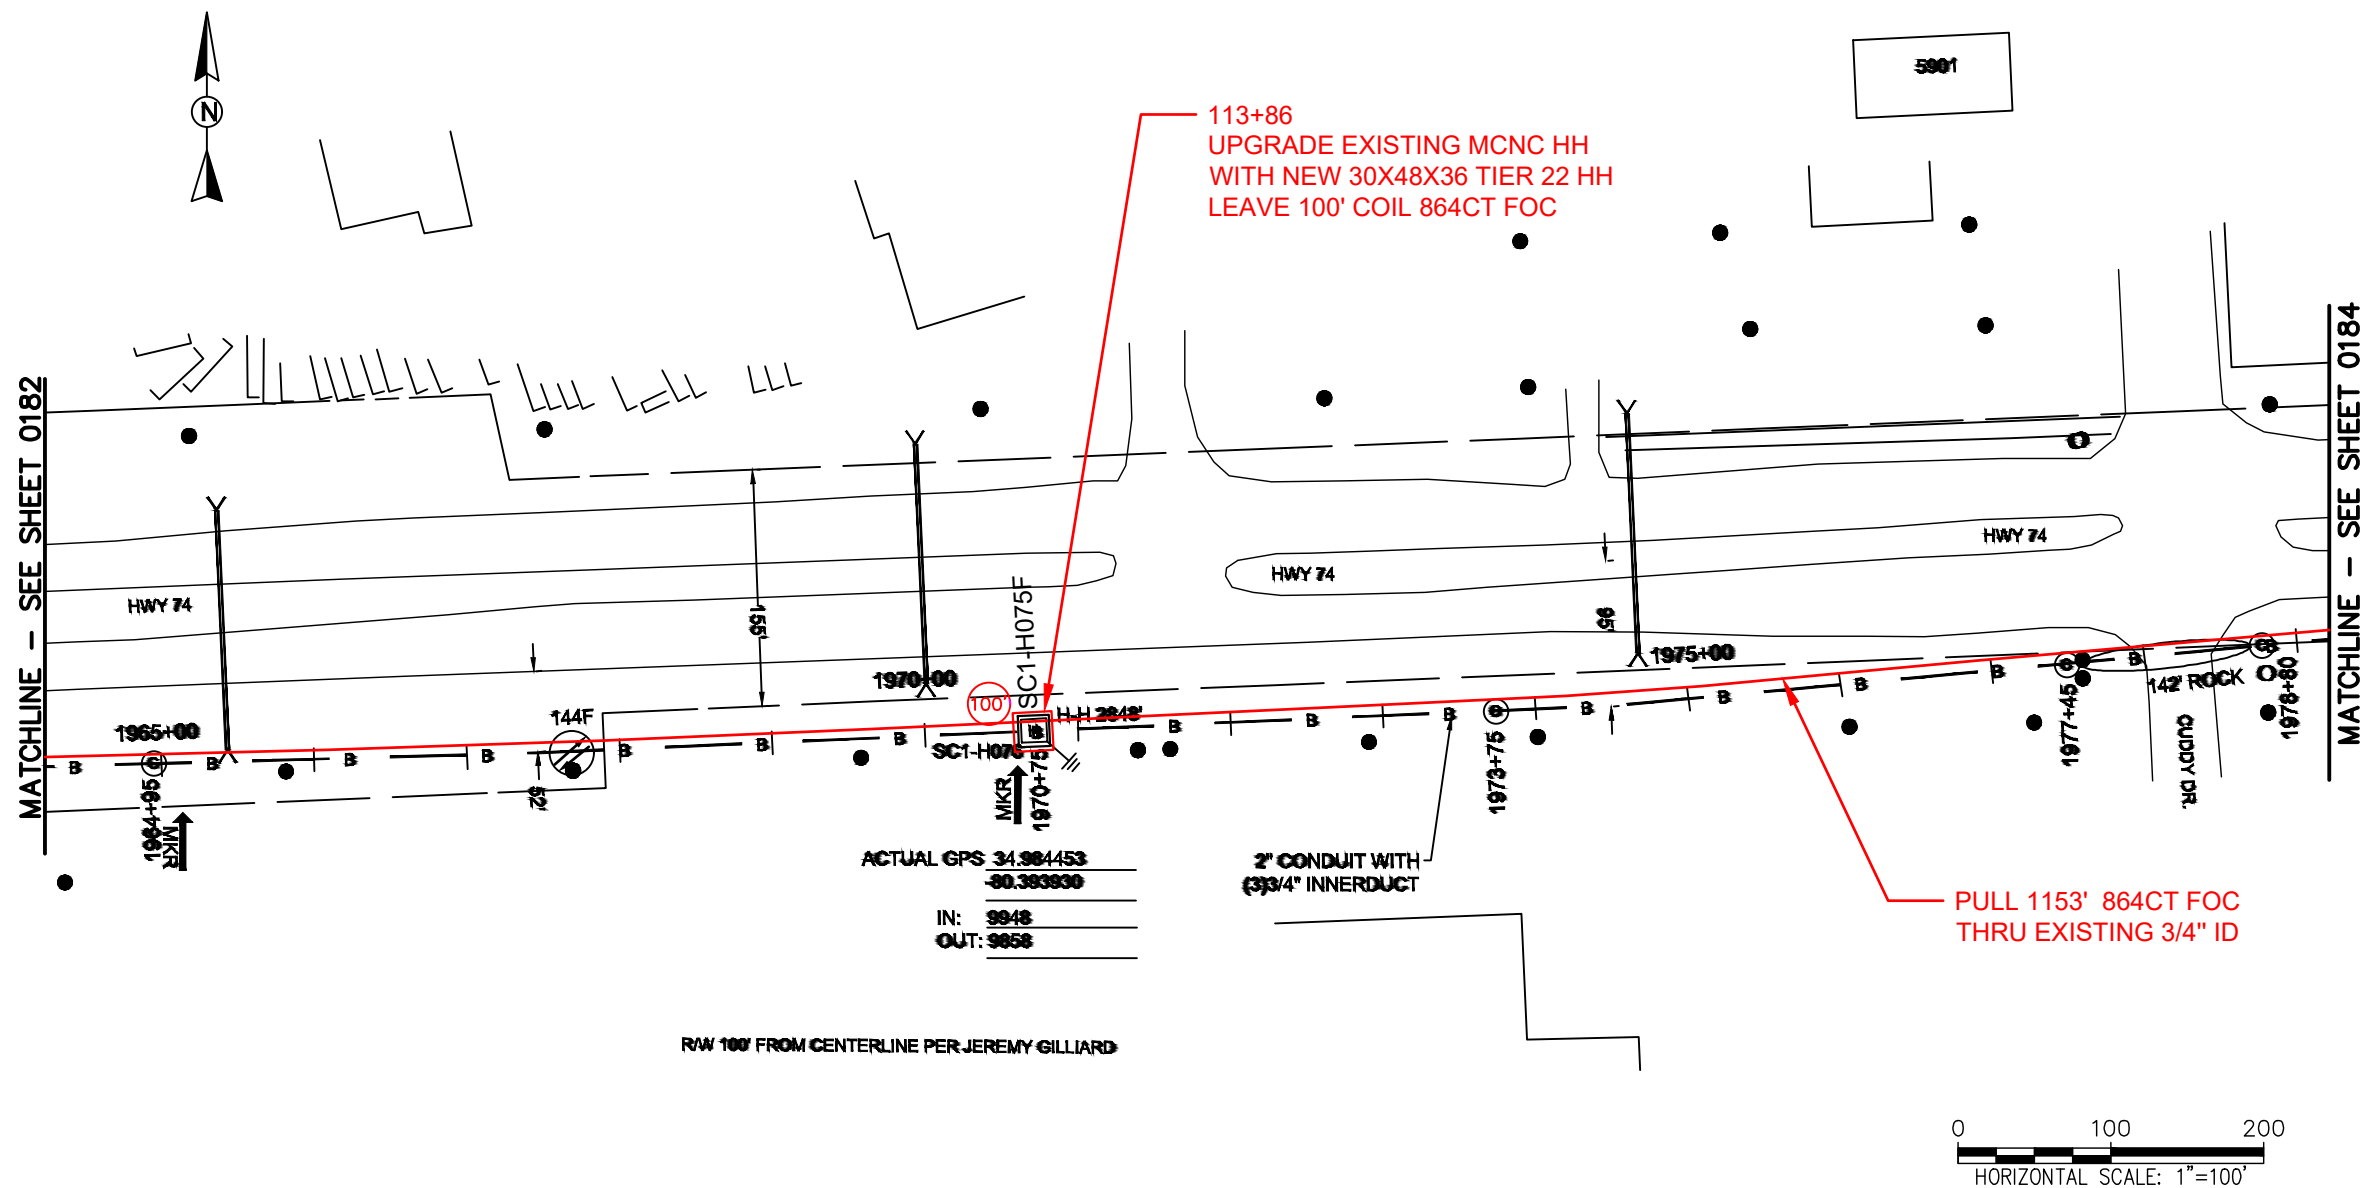 N
5901
113+86
UPGRADE EXISTING MCNC HH
WITH NEW 30X48X36 TIER 22 HH
LEAVE 100' COIL 864CT FOC
MATCHLINE - SEE SHEET 0182
MATCHLINE - SEE SHEET 0184
HWY 74
HWY 74
HWY 74
155'
95'
52'
SC1-H075F
1965+00
144F
1970+00
100'
H-H 2848'
1975+00
142' ROCK
B B B B B B B B B B B B B B B B
G G G G
SC1-H076
1964+95
MKR
MKR
1970+75
1973+75
1977+45
1978+80
CUDDY DR.
ACTUAL GPS 34.984453
-80.393930
IN: 9948
OUT: 9858
2" CONDUIT WITH
(3)3/4" INNERDUCT
PULL 1153' 864CT FOC
THRU EXISTING 3/4" ID
R/W 100' FROM CENTERLINE PER JEREMY GILLIARD
0 100 200
HORIZONTAL SCALE: 1"=100'